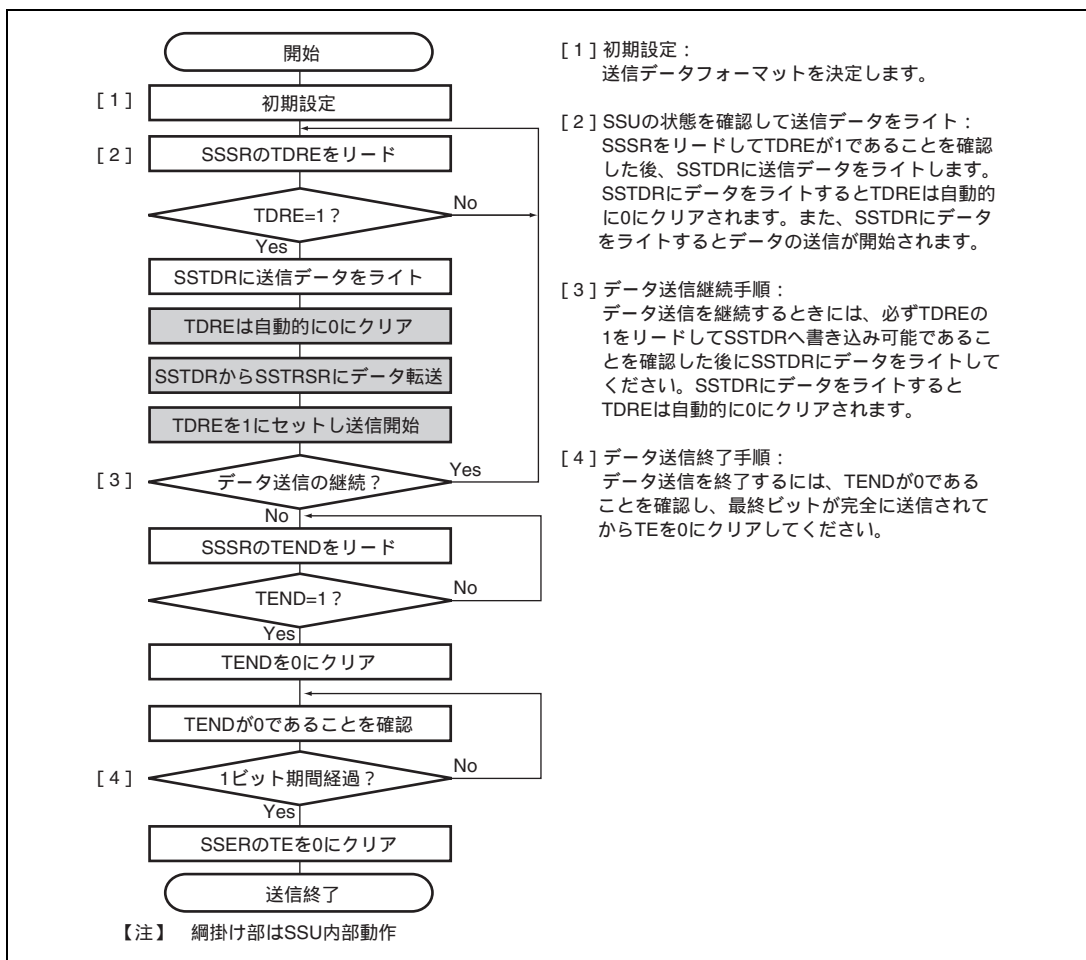 開始
[1] 初期設定
[2] SSSRのTDREをリード
TDRE=1？ No
Yes
SSTDRに送信データをライト
TDREは自動的に0にクリア
SSTDRからSSTRSRにデータ転送
TDREを1にセットし送信開始
[3] データ送信の継続？ Yes
No
SSSRのTENDをリード
TEND=1？ No
Yes
TENDを0にクリア
TENDが0であることを確認
[4] 1ビット期間経過？ No
Yes
SSERのTEを0にクリア
送信終了
【注】 網掛け部はSSU内部動作
[1] 初期設定：
送信データフォーマットを決定します。
[2] SSUの状態を確認して送信データをライト：
SSSRをリードしてTDREが1であることを確認
した後、SSTDRに送信データをライトします。
SSTDRにデータをライトするとTDREは自動的
に0にクリアされます。また、SSTDRにデータ
をライトするとデータの送信が開始されます。
[3] データ送信継続手順：
データ送信を継続するときには、必ずTDREの
1をリードしてSSTDRへ書き込み可能であるこ
とを確認した後にSSTDRにデータをライトして
ください。SSTDRにデータをライトすると
TDREは自動的に0にクリアされます。
[4] データ送信終了手順：
データ送信を終了するには、TENDが0である
ことを確認し、最終ビットが完全に送信されて
からTEを0にクリアしてください。